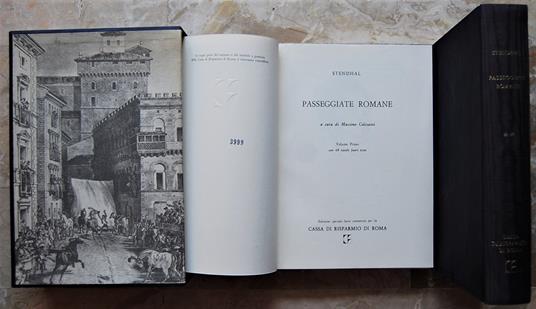 3999
STENDHAL
PASSEGGIATE ROMANE
a cura di Massimo Colesanti
Volume Primo
con 48 tavole fuori testo
Edizione speciale fuori commercio per la
CASSA DI RISPARMIO DI ROMA
STENDHAL
PASSEGGIATE
ROMANE
CASSA
DI RISPARMIO
DI ROMA